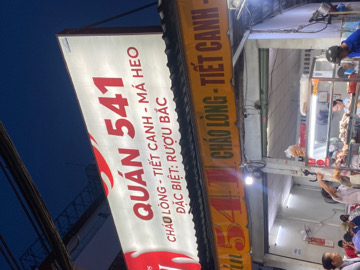 QUÁN 541
CHÁO LÒNG - TIẾT CANH - MÁ HEO
ĐẶC BIỆT: RƯỢU BẮC
541 CHÁO LÒNG - TIẾT CANH -